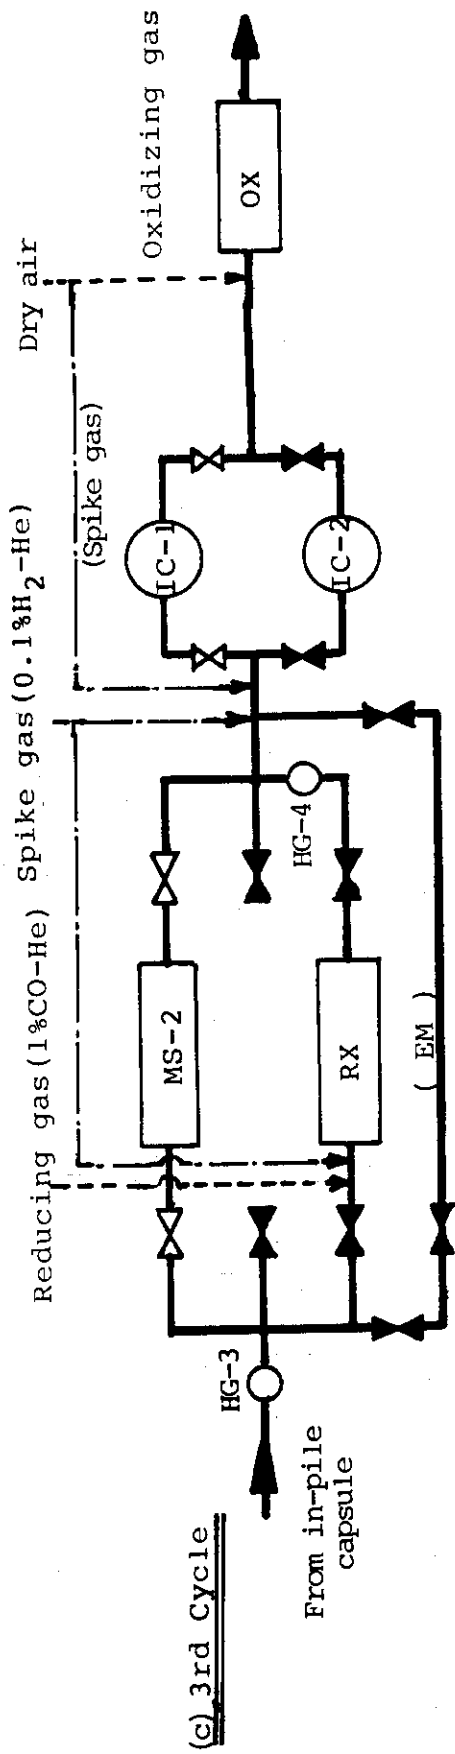 (c) 3rd Cycle
Reducing gas(1%CO-He)
Spike gas(0.1%H₂-He)
(Spike gas)
Dry air
Oxidizing gas
From in-pile
capsule
HG-3
MS-2
RX
HG-4
( EM )
IC-1
IC-2
OX